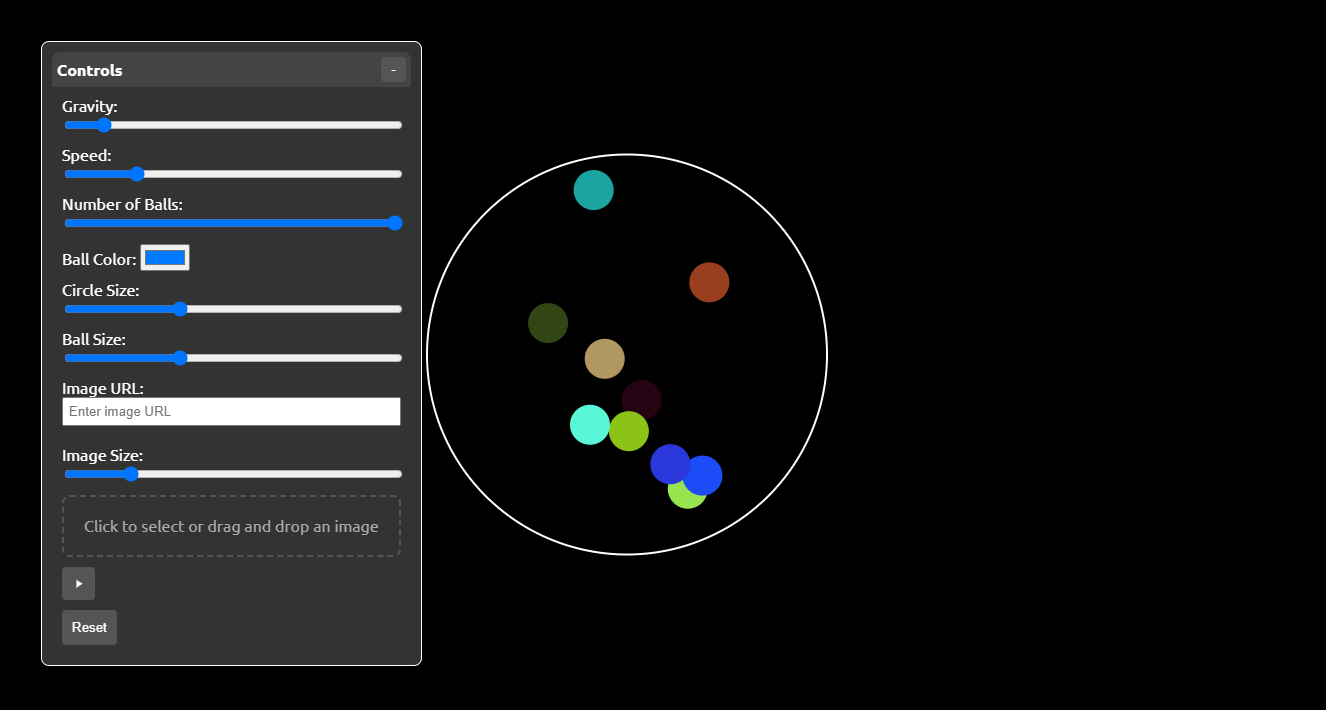 Controls
-
Gravity:
Speed:
Number of Balls:
Ball Color:
Circle Size:
Ball Size:
Image URL:
Enter image URL
Image Size:
Click to select or drag and drop an image
Reset